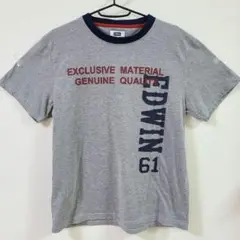 EXCLUSIVE MATERIAL
GENUINE QUALITY
EDWIN
61